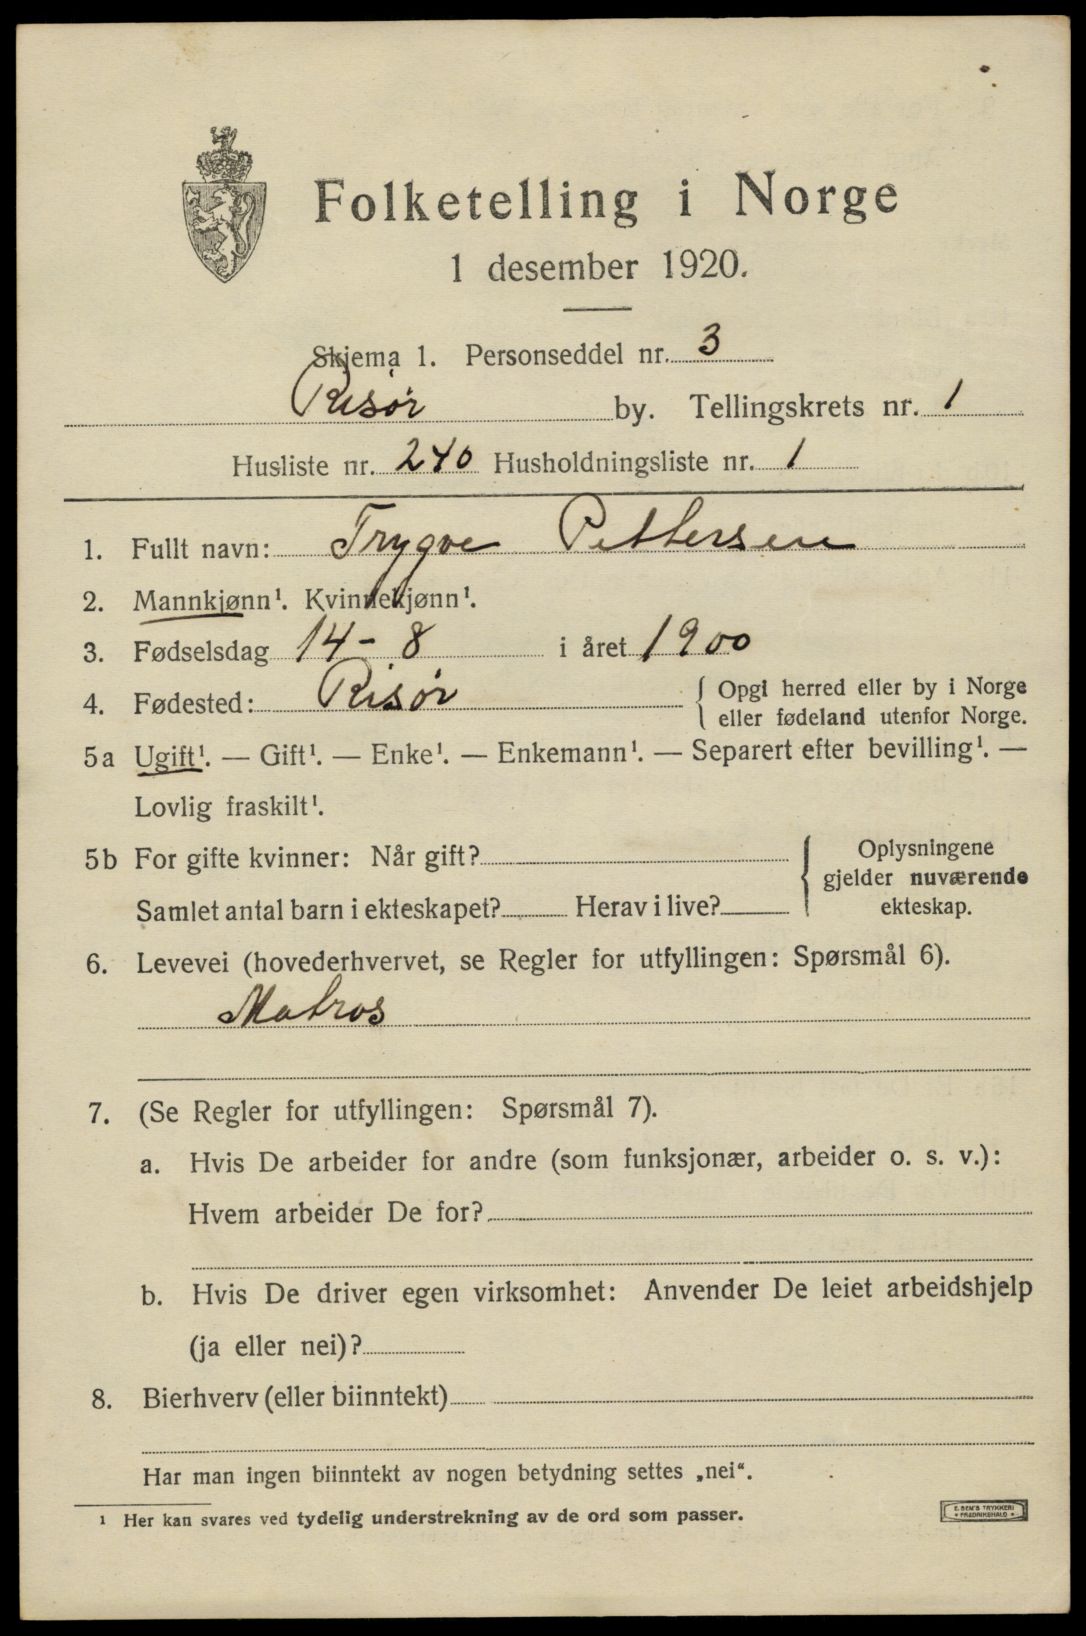 Folketelling i Norge
1 desember 1920.
Skjema 1. Personseddel nr. 3
Risør by. Tellingskrets nr. 1
Husliste nr. 240 Husholdningsliste nr. 1
1. Fullt navn: Trygve Pettersen
2. Mannkjønn¹. Kvinnekjønn¹.
3. Fødselsdag 14-8 i året 1900
4. Fødested: Risør { Opgi herred eller by i Norge
eller fødeland utenfor Norge.
5a Ugift¹. — Gift¹. — Enke¹. — Enkemann¹. — Separert efter bevilling¹. —
Lovlig fraskilt¹.
5b For gifte kvinner: Når gift?
Samlet antal barn i ekteskapet? Herav i live?
{ Oplysningene
gjelder nuværende
ekteskap.
6. Levevei (hovederhvervet, se Regler for utfyllingen: Spørsmål 6).
Matros
7. (Se Regler for utfyllingen: Spørsmål 7).
a. Hvis De arbeider for andre (som funksjonær, arbeider o. s. v.):
Hvem arbeider De for?
b. Hvis De driver egen virksomhet: Anvender De leiet arbeidshjelp
(ja eller nei)?
8. Bierhverv (eller biinntekt)
Har man ingen biinntekt av nogen betydning settes „nei“.
¹ Her kan svares ved tydelig understrekning av de ord som passer.
E. SEM'S TRYKKERI
• FREDRIKSHALD •